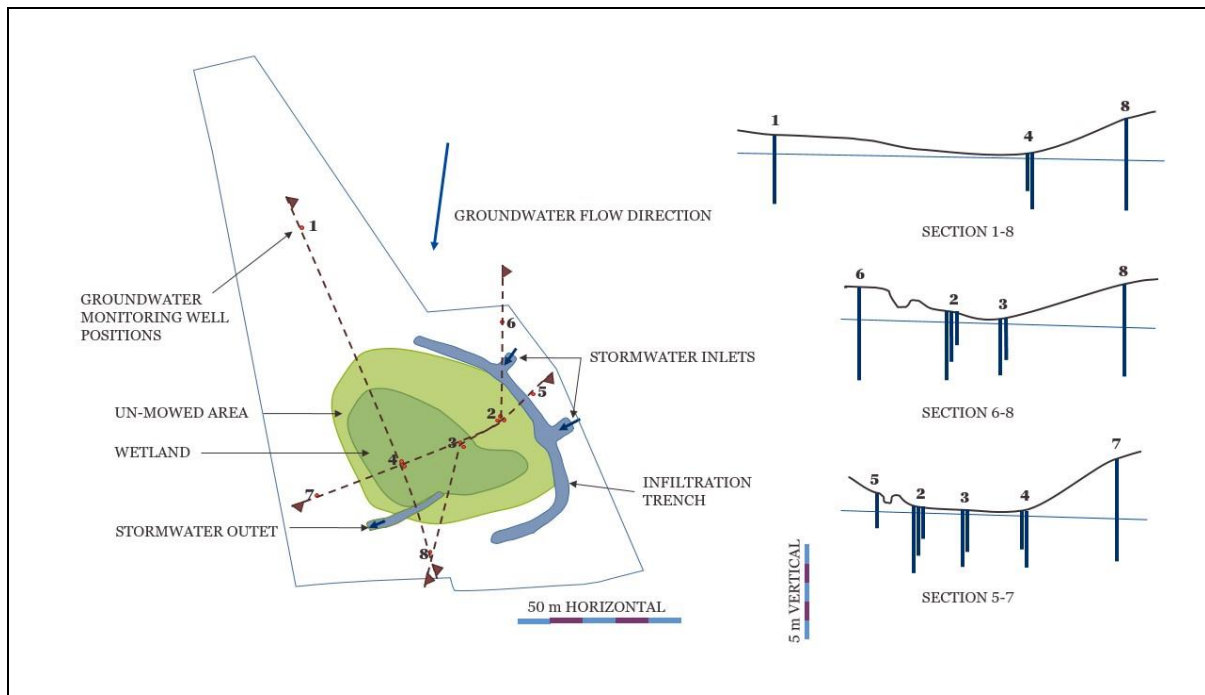 1
GROUNDWATER FLOW DIRECTION
GROUNDWATER
MONITORING WELL
POSITIONS
6
STORMWATER INLETS
5
UN-MOWED AREA
2
3
WETLAND
4
7
INFILTRATION
TRENCH
STORMWATER OUTET
8
50 m HORIZONTAL
5 m VERTICAL
1
4
8
SECTION 1-8
6
2
3
8
SECTION 6-8
5
2
3
4
7
SECTION 5-7